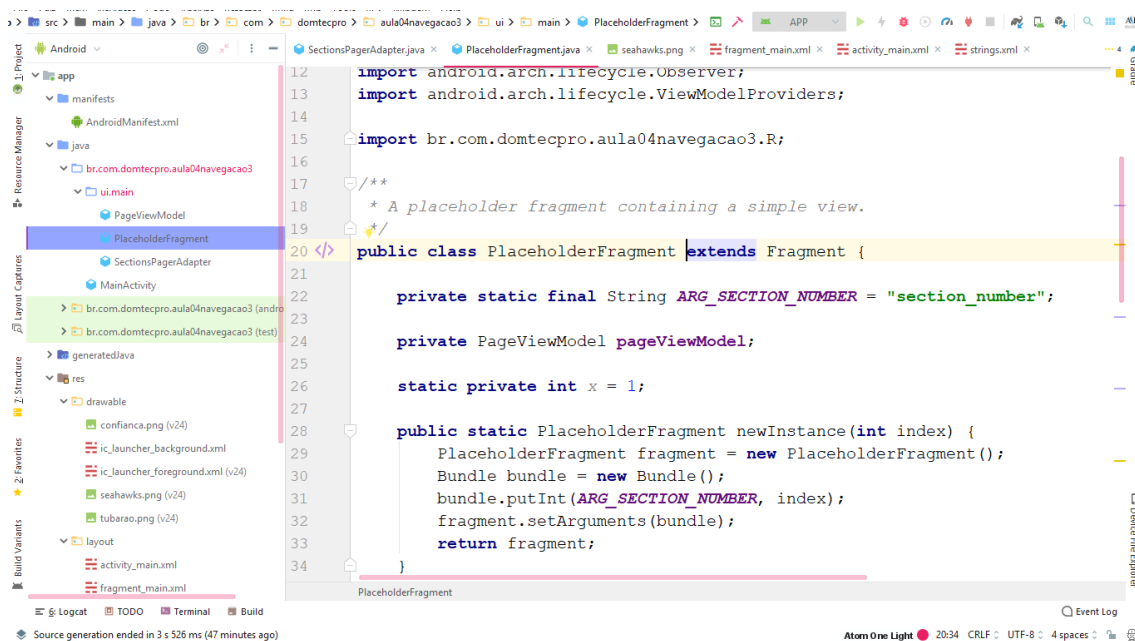 src main java br com domtecpro aula04navegacao3 ui main PlaceholderFragment APP
1: Project
Resource Manager
Layout Captures
7: Structure
2: Favorites
Build Variants
Android
app
manifests
AndroidManifest.xml
java
br.com.domtecpro.aula04navegacao3
ui.main
PageViewModel
PlaceholderFragment
SectionsPagerAdapter
MainActivity
br.com.domtecpro.aula04navegacao3 (andro
br.com.domtecpro.aula04navegacao3 (test)
generatedJava
res
drawable
confianca.png (v24)
ic_launcher_background.xml
ic_launcher_foreground.xml (v24)
seahawks.png (v24)
tubarao.png (v24)
layout
activity_main.xml
fragment_main.xml
SectionsPagerAdapter.java PlaceholderFragment.java seahawks.png fragment_main.xml activity_main.xml strings.xml 4
12 import android.arch.lifecycle.Observer;
13 import android.arch.lifecycle.ViewModelProviders;
14
15 import br.com.domtecpro.aula04navegacao3.R;
16
17 /**
18 * A placeholder fragment containing a simple view.
19 */
20 public class PlaceholderFragment extends Fragment {
21
22 private static final String ARG_SECTION_NUMBER = "section_number";
23
24 private PageViewModel pageViewModel;
25
26 static private int x = 1;
27
28 public static PlaceholderFragment newInstance(int index) {
29 PlaceholderFragment fragment = new PlaceholderFragment();
30 Bundle bundle = new Bundle();
31 bundle.putInt(ARG_SECTION_NUMBER, index);
32 fragment.setArguments(bundle);
33 return fragment;
34 }
PlaceholderFragment
Gradle
Device File Explorer
6: Logcat TODO Terminal Build Event Log
Source generation ended in 3 s 526 ms (47 minutes ago) Atom One Light 20:34 CRLF UTF-8 4 spaces